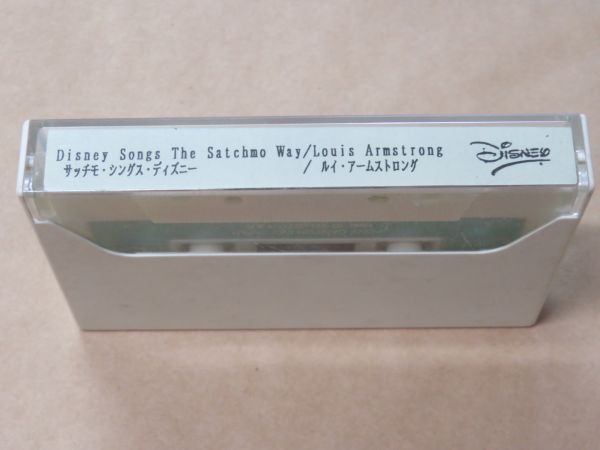 Disney Songs The Satchmo Way/Louis Armstrong
サッチモ・シングス・ディズニー / ルイ・アームストロング
Disney